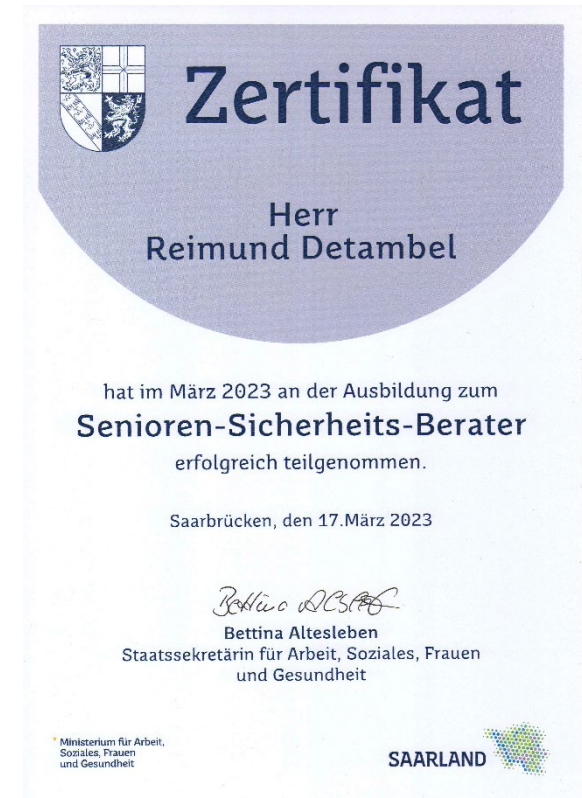 Zertifikat
Herr
Reimund Detambel
hat im März 2023 an der Ausbildung zum
Senioren-Sicherheits-Berater
erfolgreich teilgenommen.
Saarbrücken, den 17.März 2023
Bettina Altesleben
Staatssekretärin für Arbeit, Soziales, Frauen
und Gesundheit
Ministerium für Arbeit,
Soziales, Frauen
und Gesundheit
SAARLAND